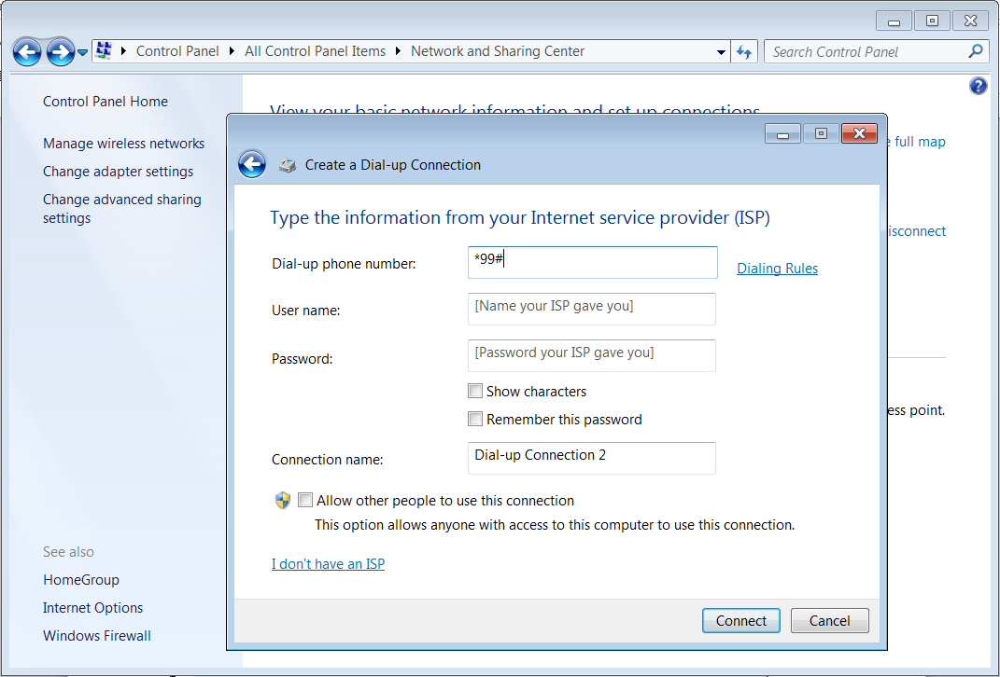 Control Panel All Control Panel Items Network and Sharing Center
Search Control Panel
Control Panel Home
Manage wireless networks
Change adapter settings
Change advanced sharing
settings
See also
HomeGroup
Internet Options
Windows Firewall
View your basic network information and set up connections
full map
isconnect
ess point.
Create a Dial-up Connection
Type the information from your Internet service provider (ISP)
Dial-up phone number: *99# Dialing Rules
User name: [Name your ISP gave you]
Password: [Password your ISP gave you]
Show characters
Remember this password
Connection name: Dial-up Connection 2
Allow other people to use this connection
This option allows anyone with access to this computer to use this connection.
I don't have an ISP
Connect Cancel